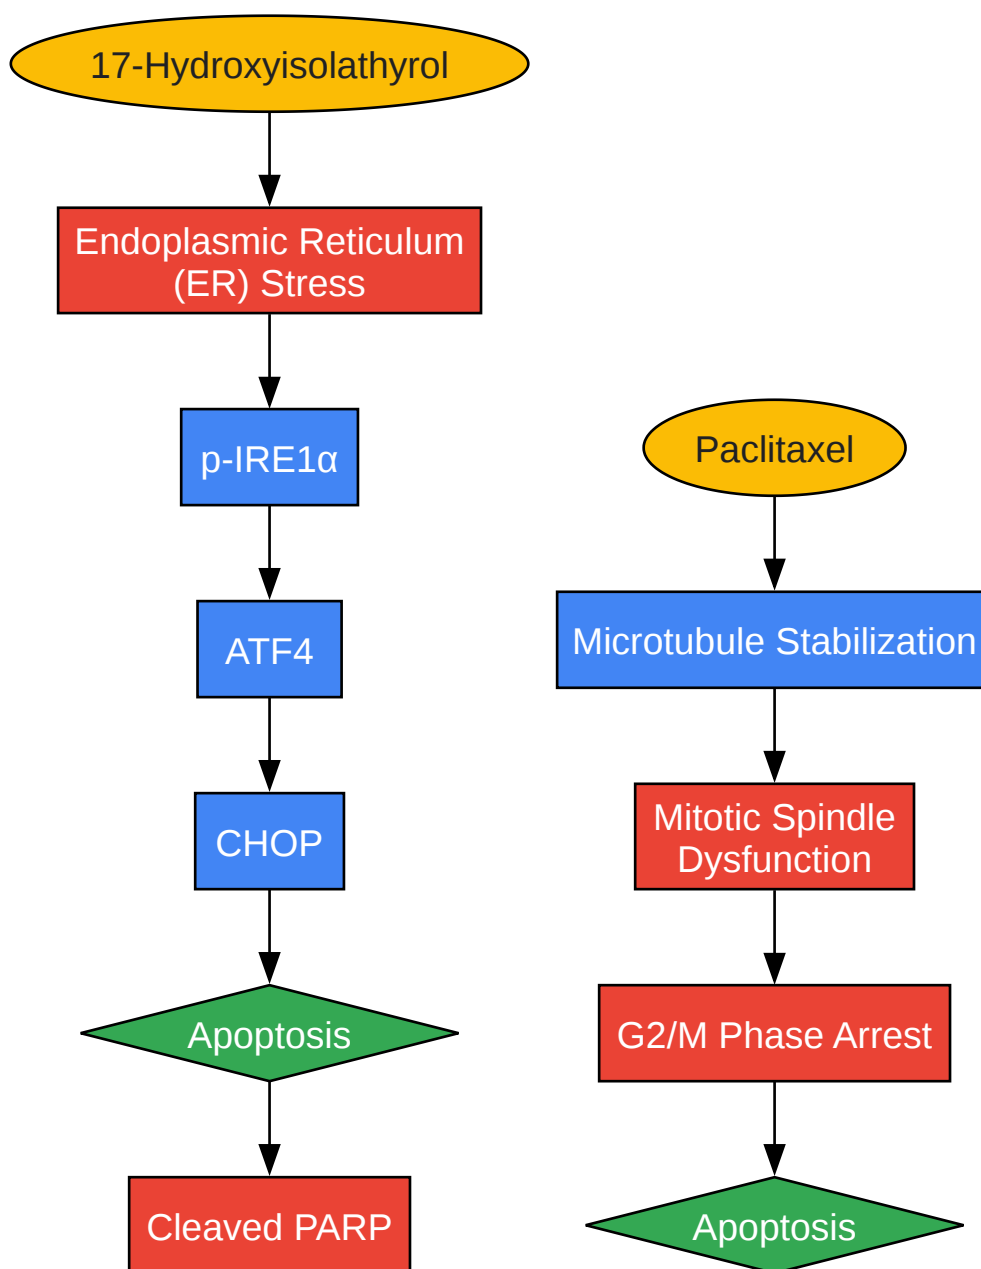 17-Hydroxyisolathyrol
Endoplasmic Reticulum
(ER) Stress
p-IRE1α
ATF4
CHOP
Apoptosis
Cleaved PARP
Paclitaxel
Microtubule Stabilization
Mitotic Spindle
Dysfunction
G2/M Phase Arrest
Apoptosis